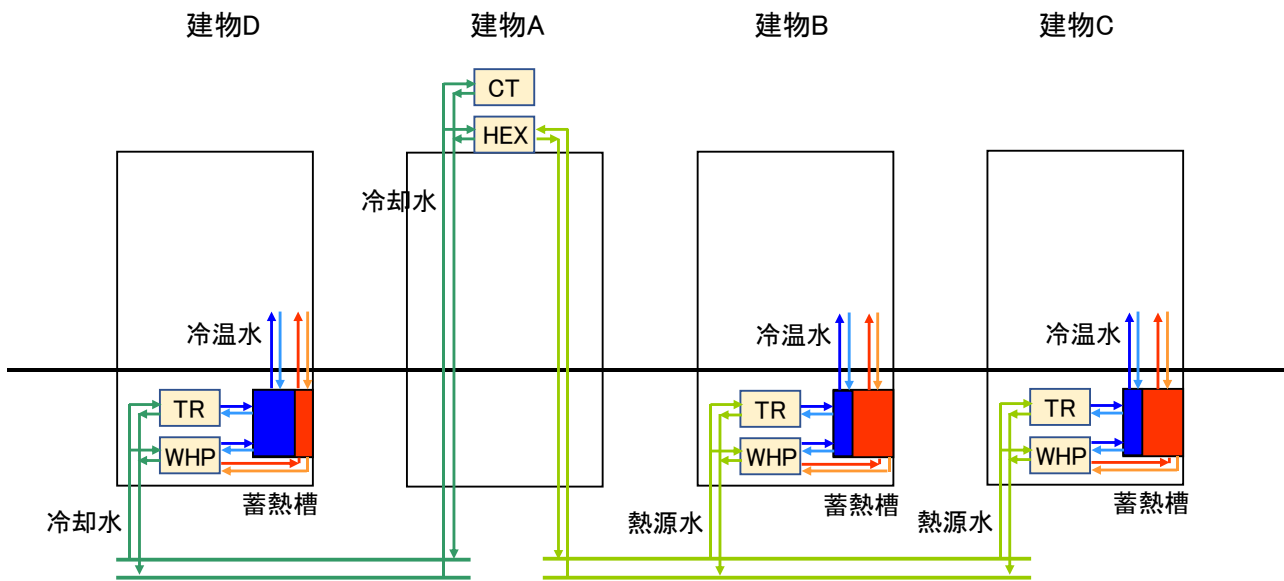 建物D
建物A
建物B
建物C
CT
HEX
冷却水
冷温水
冷温水
冷温水
TR
WHP
蓄熱槽
冷却水
TR
WHP
蓄熱槽
熱源水
TR
WHP
蓄熱槽
熱源水